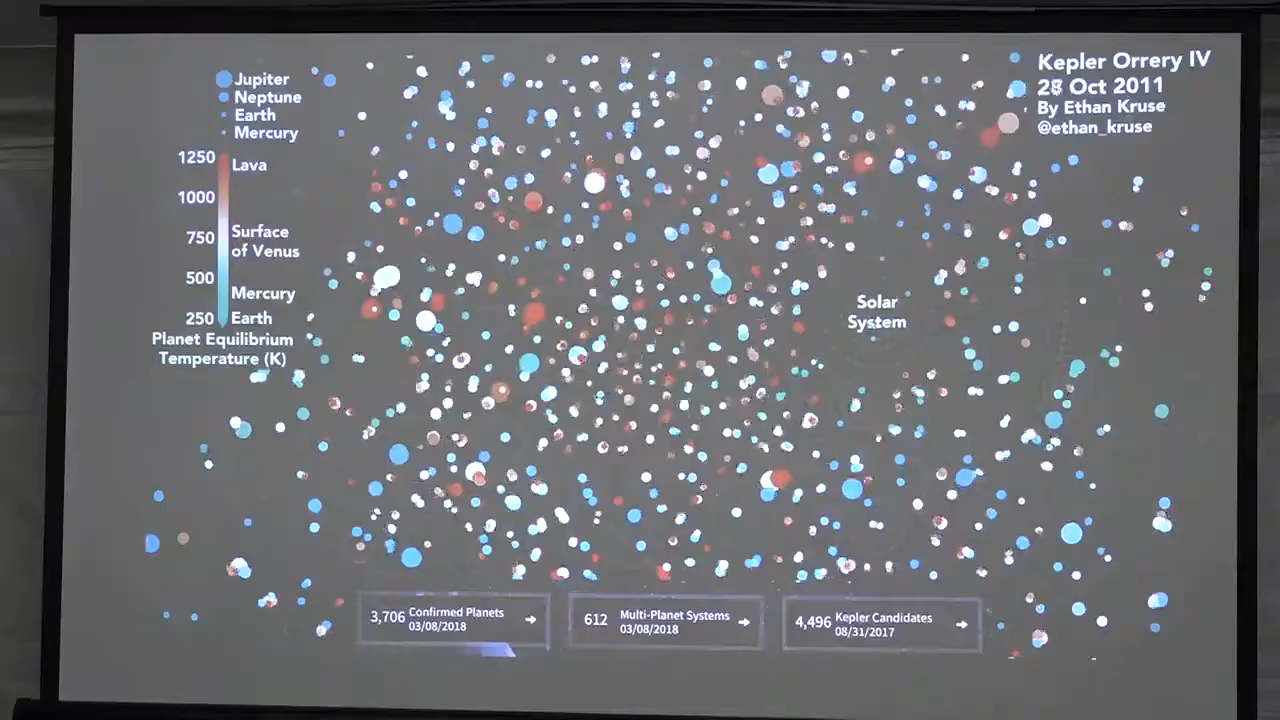 Jupiter
Neptune
Earth
Mercury
1250
Lava
1000
750
Surface
of Venus
500
Mercury
250
Earth
Planet Equilibrium
Temperature (K)
Kepler Orrery IV
Oct 2011
By Ethan Kruse
@ethan_kruse
Solar
System
3,706 Confirmed Planets
03/08/2018
612 Multi-Planet Systems
03/08/2018
4,496 Kepler Candidates
08/31/2017